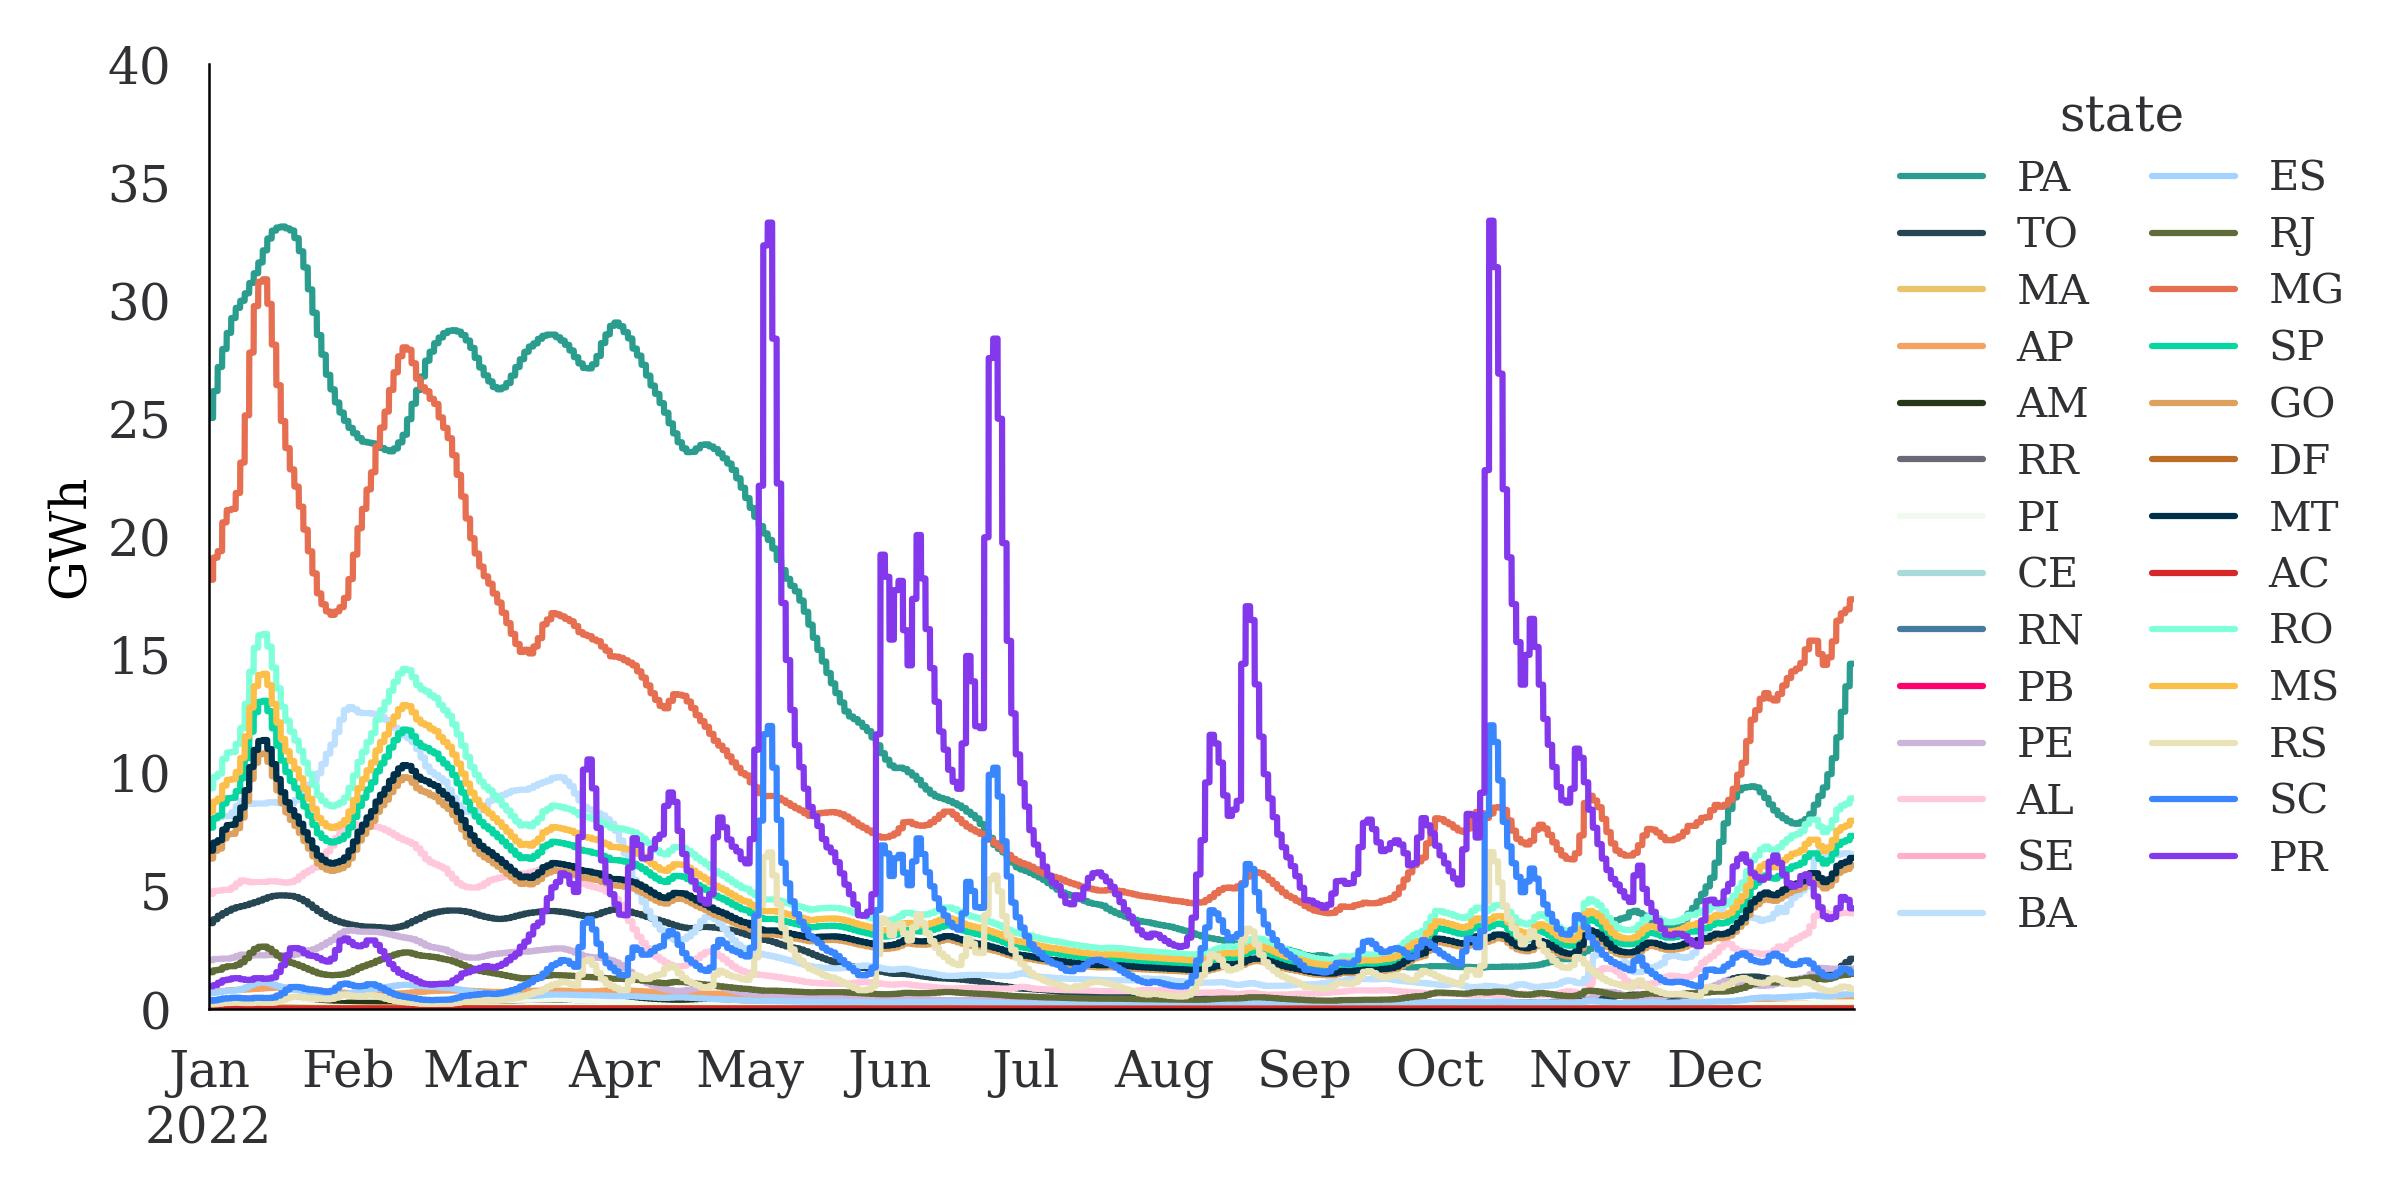 40
35
30
25
20
15
10
5
0
GWh
Jan Feb Mar Apr May Jun Jul Aug Sep Oct Nov Dec
2022
state
PA ES
TO RJ
MA MG
AP SP
AM GO
RR DF
PI MT
CE AC
RN RO
PB MS
PE RS
AL SC
SE PR
BA